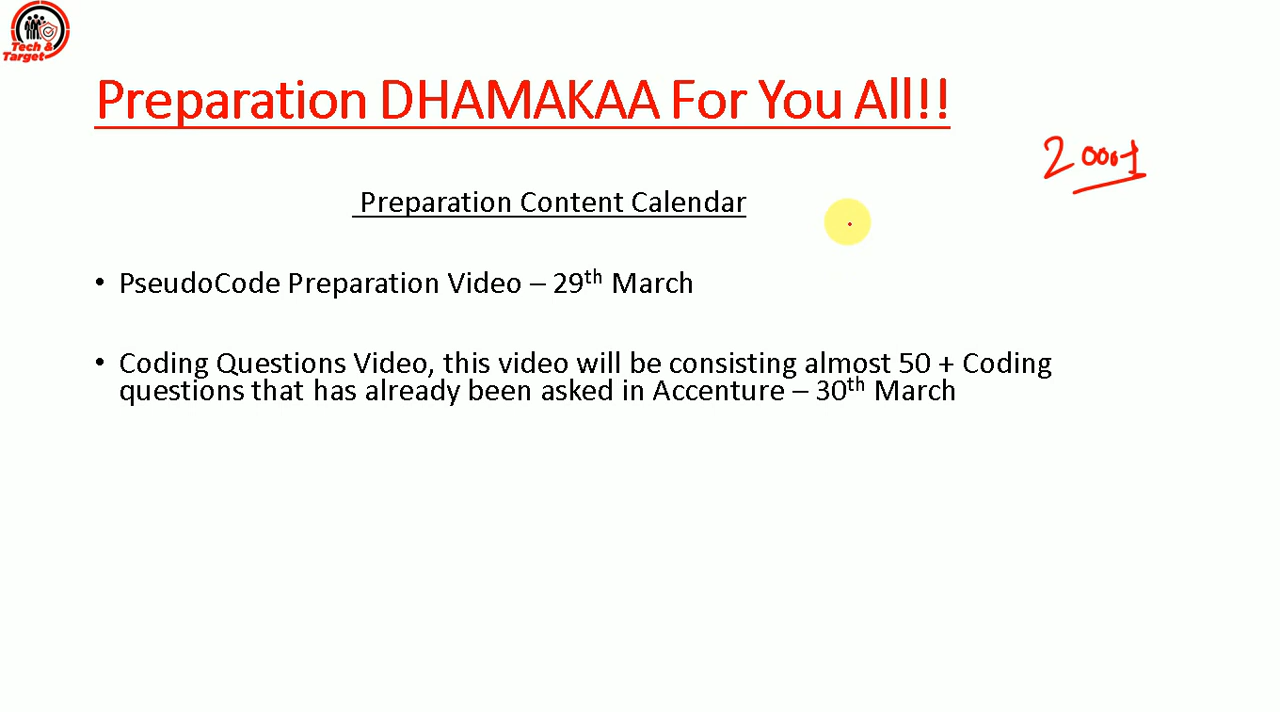 Tech &
Target
Preparation DHAMAKAA For You All!!
Preparation Content Calendar
• PseudoCode Preparation Video – 29th March
• Coding Questions Video, this video will be consisting almost 50 + Coding
questions that has already been asked in Accenture – 30th March